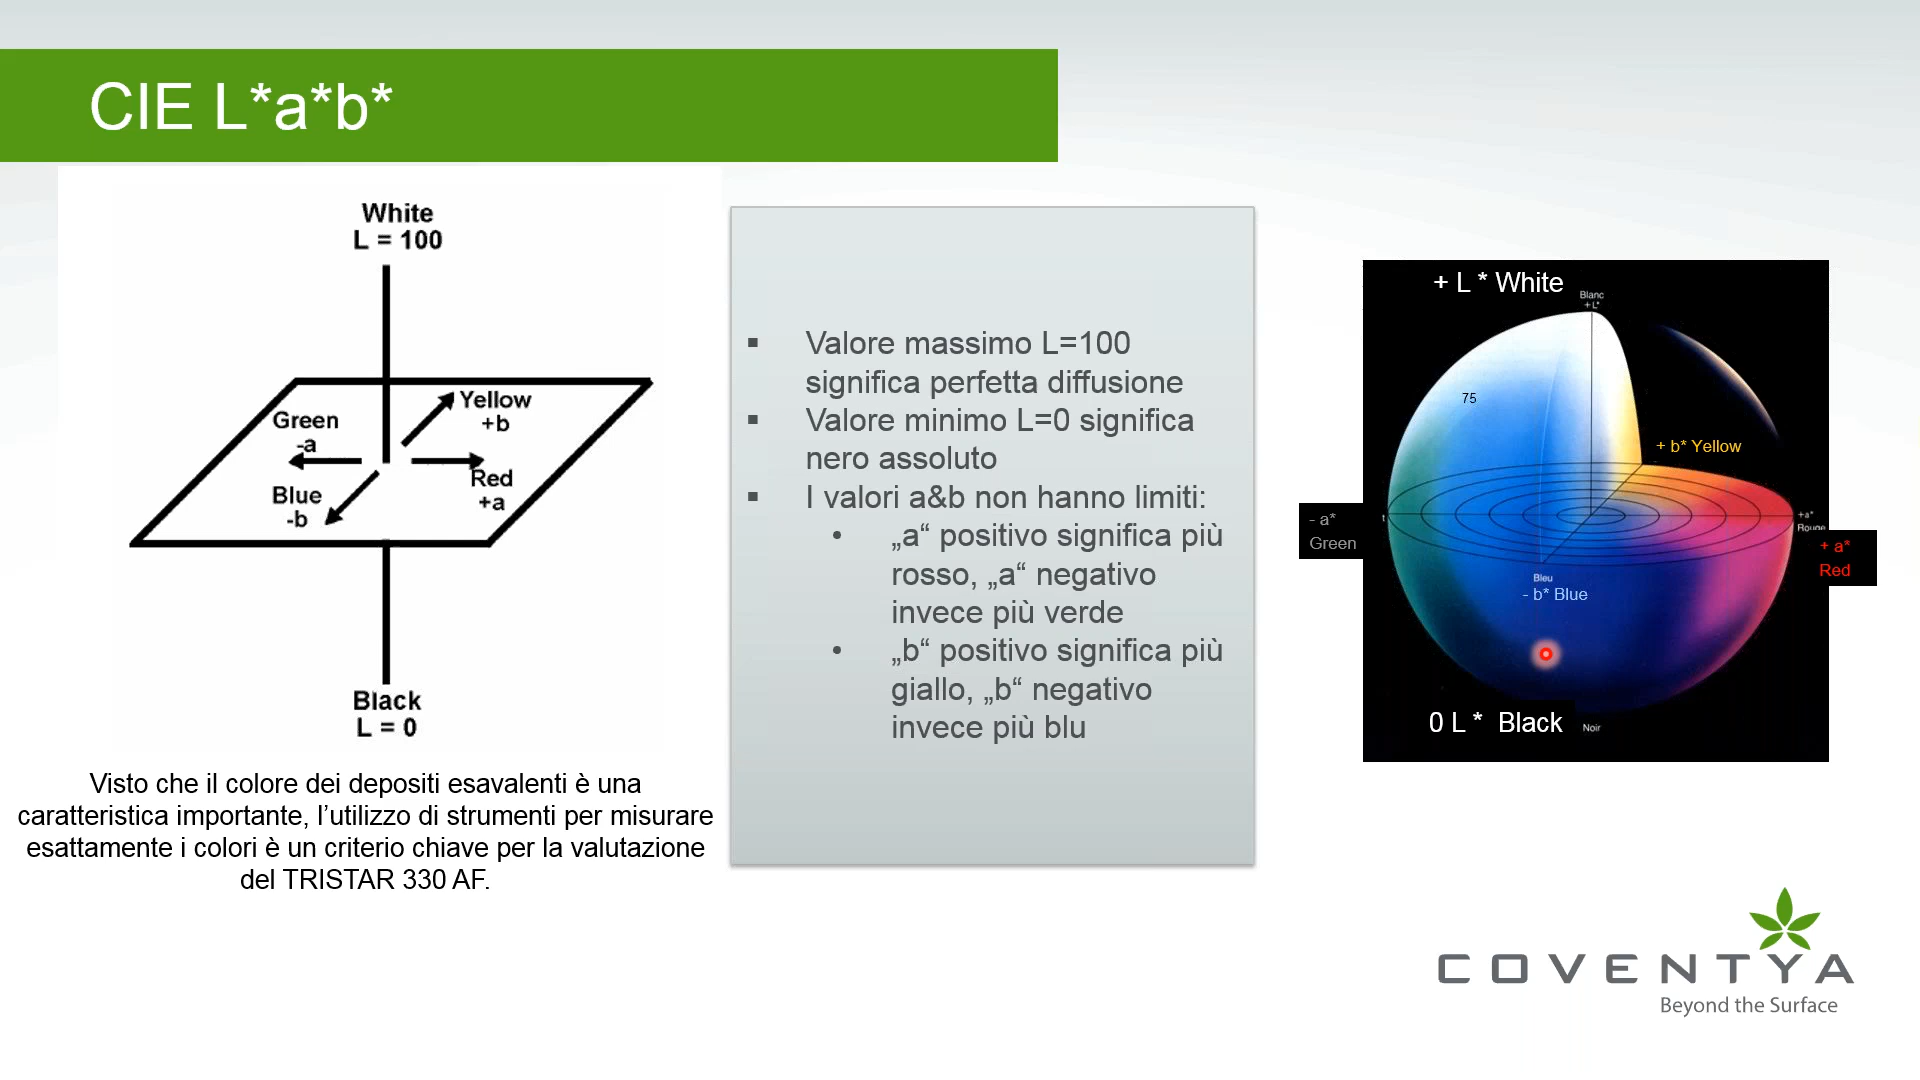 CIE L*a*b*
White
L = 100
Yellow
+b
Green
-a
Red
+a
Blue
-b
Black
L = 0
Visto che il colore dei depositi esavalenti è una
caratteristica importante, l’utilizzo di strumenti per misurare
esattamente i colori è un criterio chiave per la valutazione
del TRISTAR 330 AF.
▪ Valore massimo L=100
significa perfetta diffusione
▪ Valore minimo L=0 significa
nero assoluto
▪ I valori a&b non hanno limiti:
• „a“ positivo significa più
rosso, „a“ negativo
invece più verde
• „b“ positivo significa più
giallo, „b“ negativo
invece più blu
+ L * White
Blanc
+L*
75
+ b* Yellow
- a*
Green
t
+a*
Rouge
+ a*
Red
Bleu
- b* Blue
0 L * Black
Noir
COVENTYA
Beyond the Surface